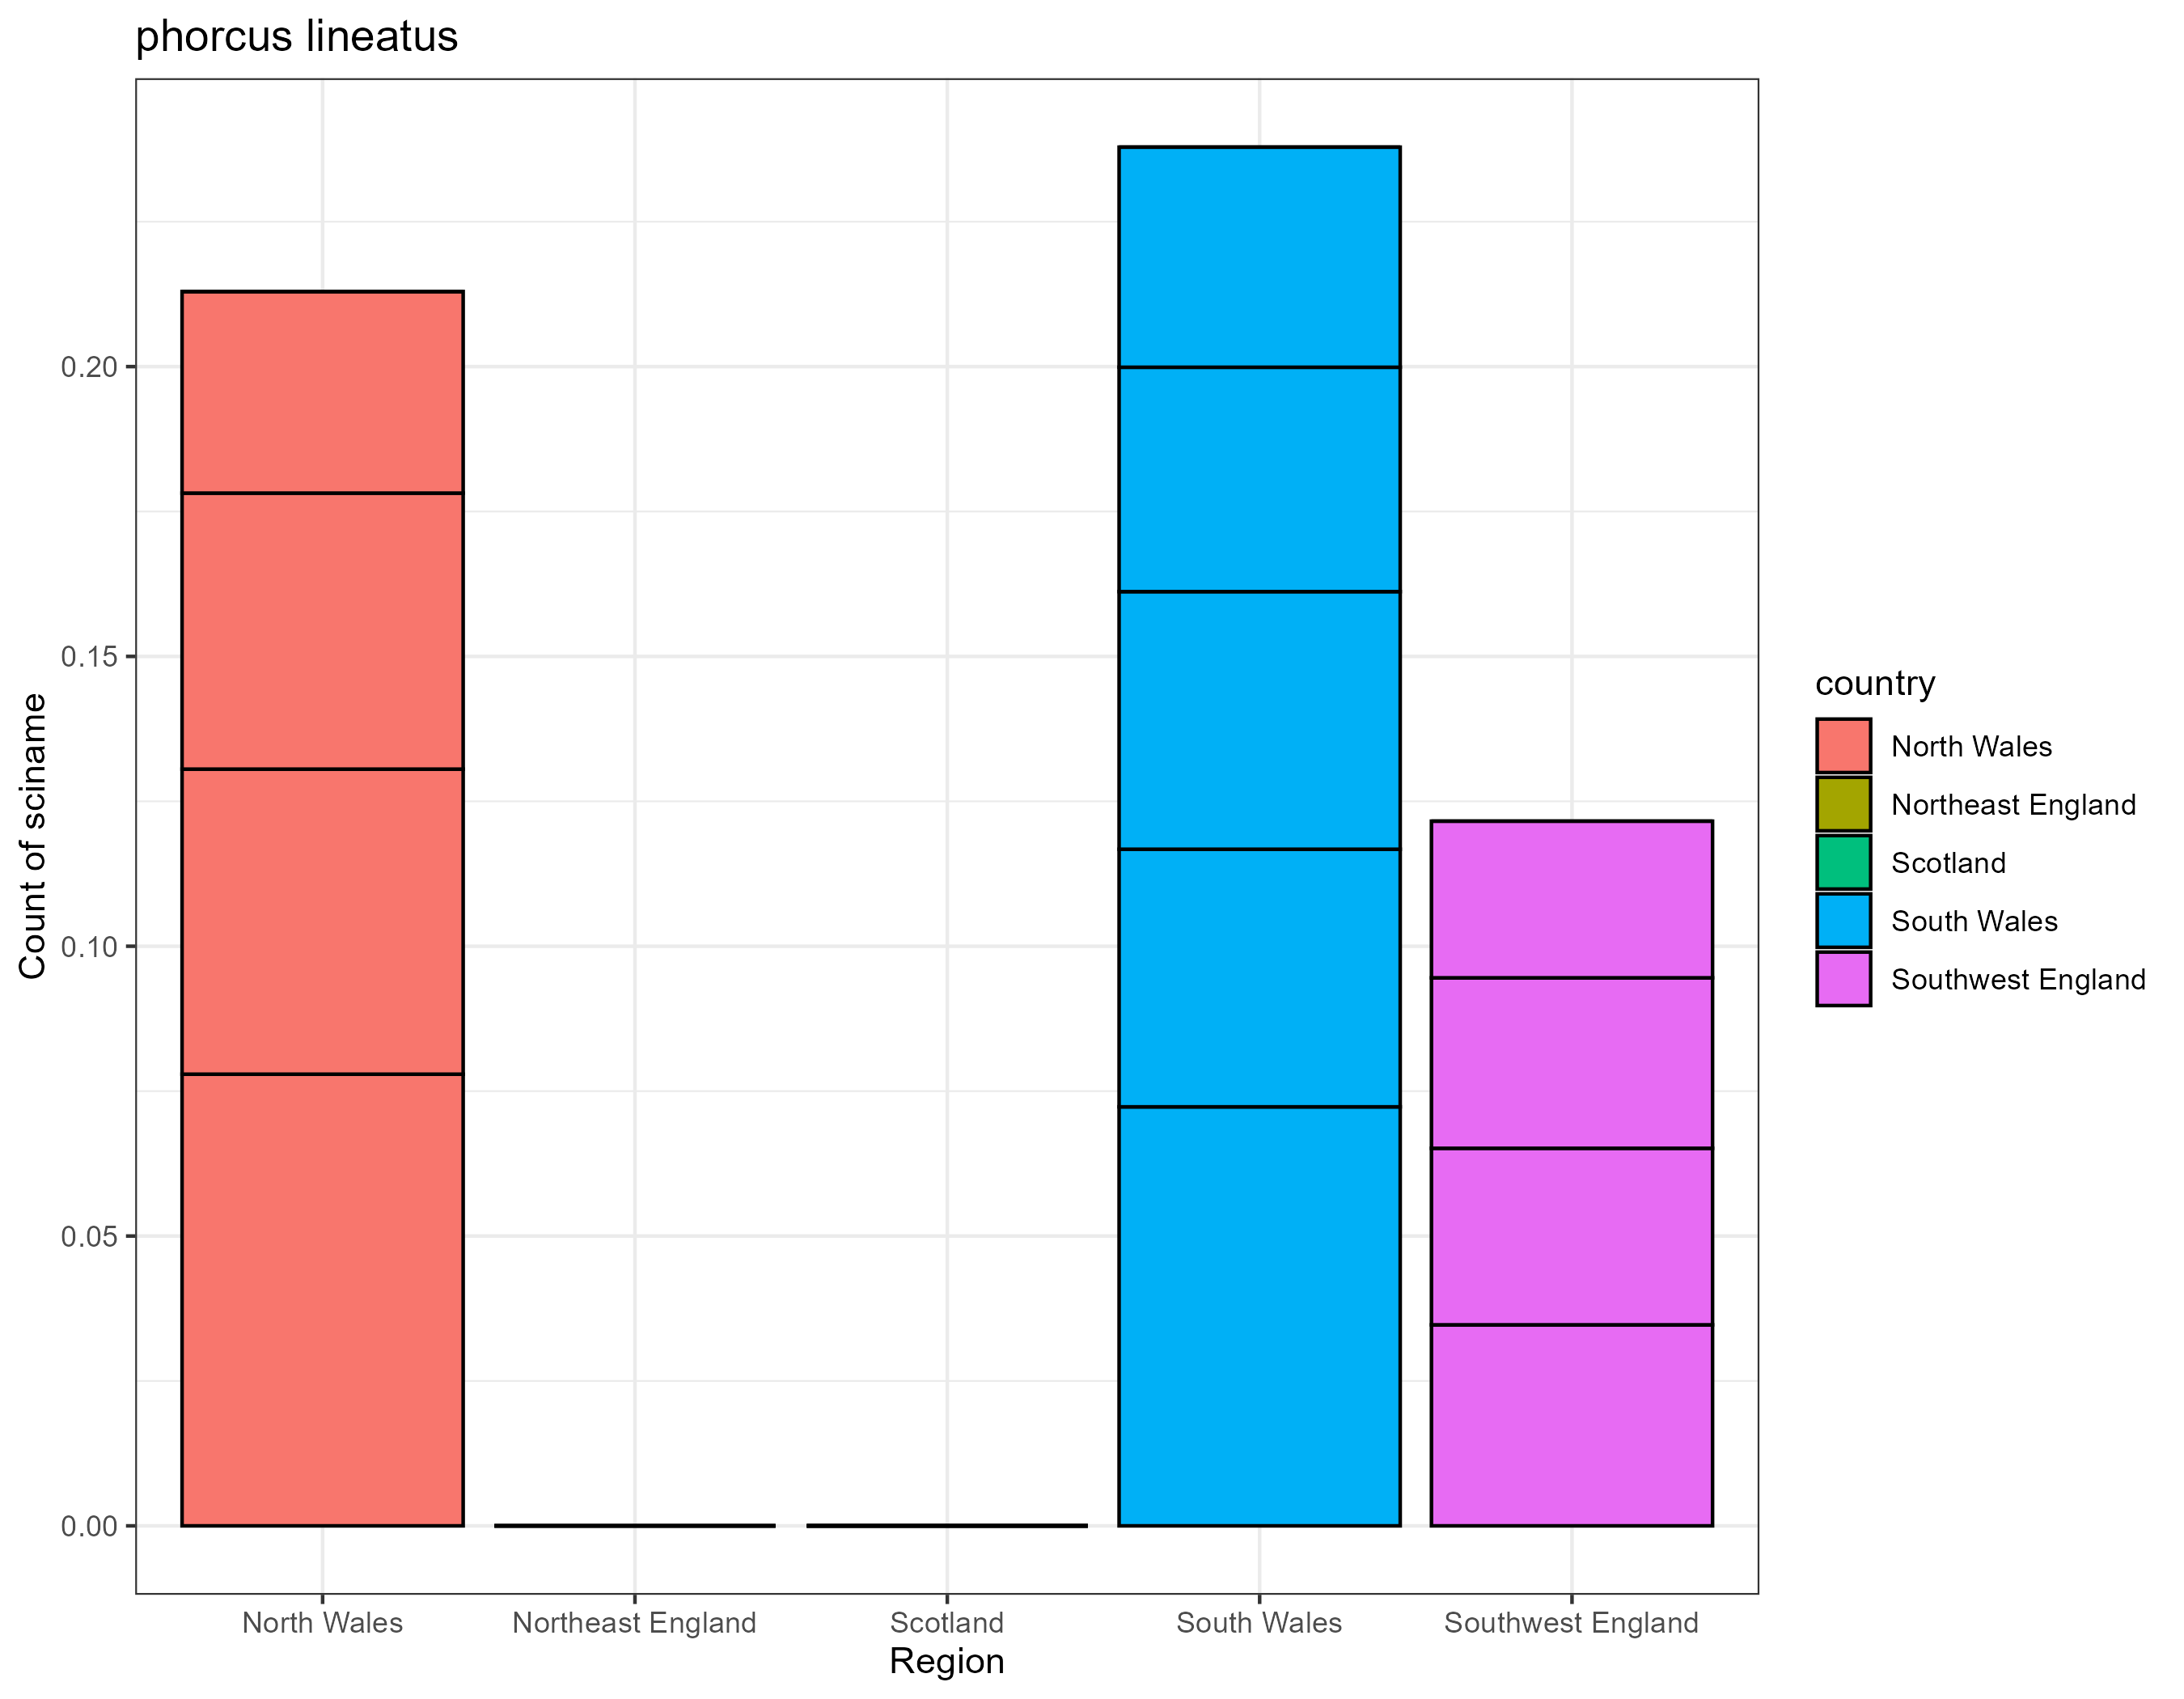 phorcus lineatus
Count of sciname
0.20
0.15
0.10
0.05
0.00
North Wales
Northeast England
Scotland
South Wales
Southwest England
Region
country
North Wales
Northeast England
Scotland
South Wales
Southwest England